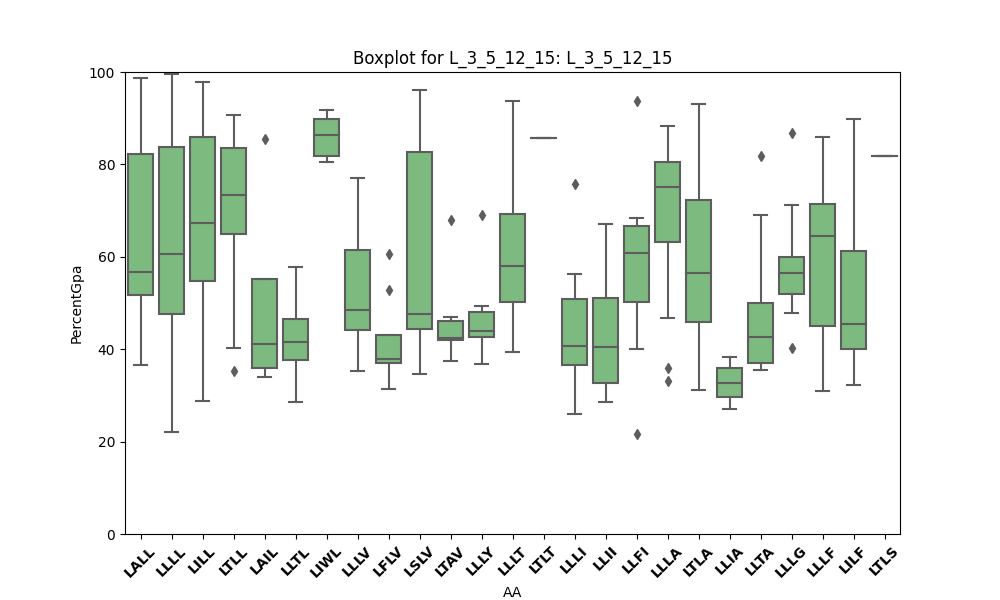 Boxplot for L_3_5_12_15: L_3_5_12_15
100
80
60
40
20
0
PercentGpa
LALL LLLL LILL LTLL LAIL LLTL LIWL LLLV LFLV LSLV LTAV LLLY LLLT LTLT LLLI LLII LLFI LLLA LTLA LLIA LLTA LLLG LLLF LILF LTLS
AA